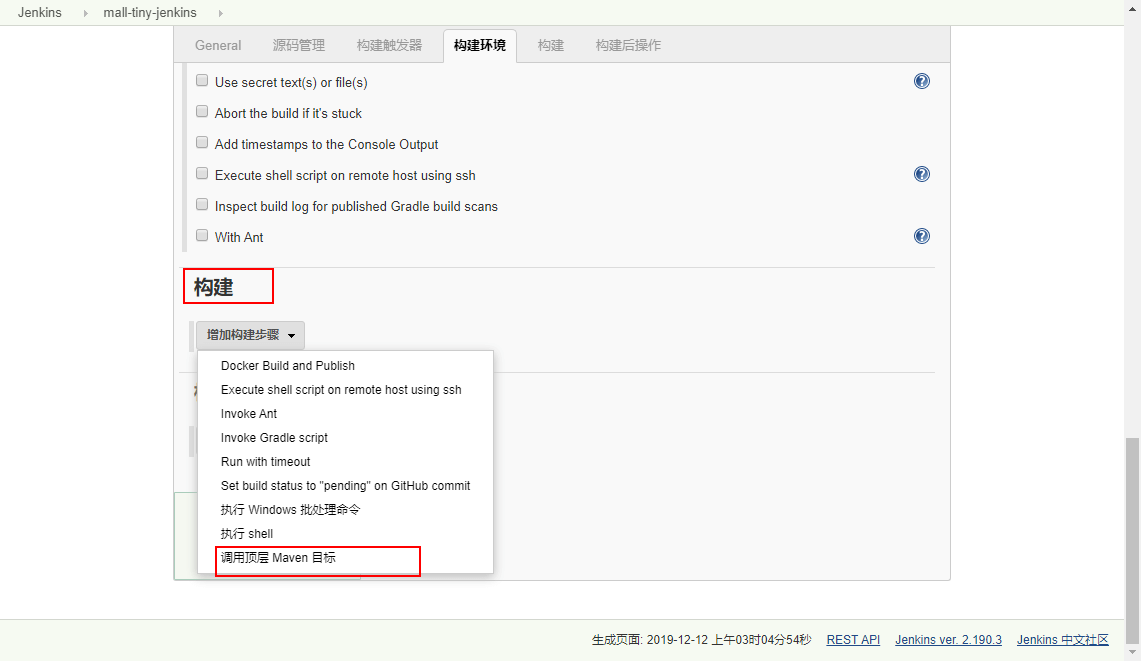 Jenkins mall-tiny-jenkins
General 源码管理 构建触发器 构建环境 构建 构建后操作
Use secret text(s) or file(s)
Abort the build if it's stuck
Add timestamps to the Console Output
Execute shell script on remote host using ssh
Inspect build log for published Gradle build scans
With Ant
构建
增加构建步骤
Docker Build and Publish
Execute shell script on remote host using ssh
Invoke Ant
Invoke Gradle script
Run with timeout
Set build status to "pending" on GitHub commit
执行 Windows 批处理命令
执行 shell
调用顶层 Maven 目标
生成页面: 2019-12-12 上午03时04分54秒 REST API Jenkins ver. 2.190.3 Jenkins 中文社区